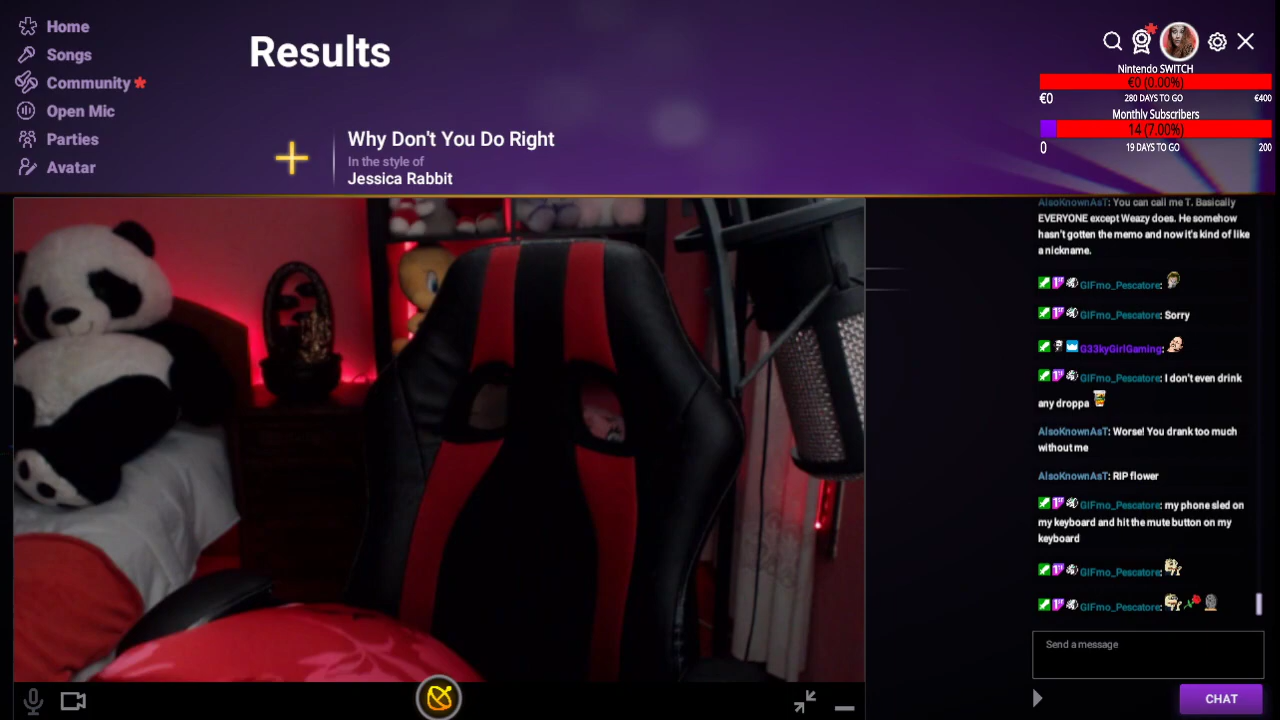 Home
Songs
Community *
Open Mic
Parties
Avatar
Results
Why Don't You Do Right
In the style of
Jessica Rabbit
Nintendo SWITCH
€0 (0.00%)
€0 280 DAYS TO GO €400
Monthly Subscribers
14 (7.00%)
0 19 DAYS TO GO 200
AlsoKnownAsT: You can call me T. Basically
EVERYONE except Weazy does. He somehow
hasn't gotten the memo and now it's kind of like
a nickname.
GIFmo_Pescatore:
GIFmo_Pescatore: Sorry
G33kyGirlGaming:
GIFmo_Pescatore: I don't even drink
any droppa
AlsoKnownAsT: Worse! You drank too much
without me
AlsoKnownAsT: RIP flower
GIFmo_Pescatore: my phone sled on
my keyboard and hit the mute button on my
keyboard
GIFmo_Pescatore:
GIFmo_Pescatore:
Send a message
CHAT